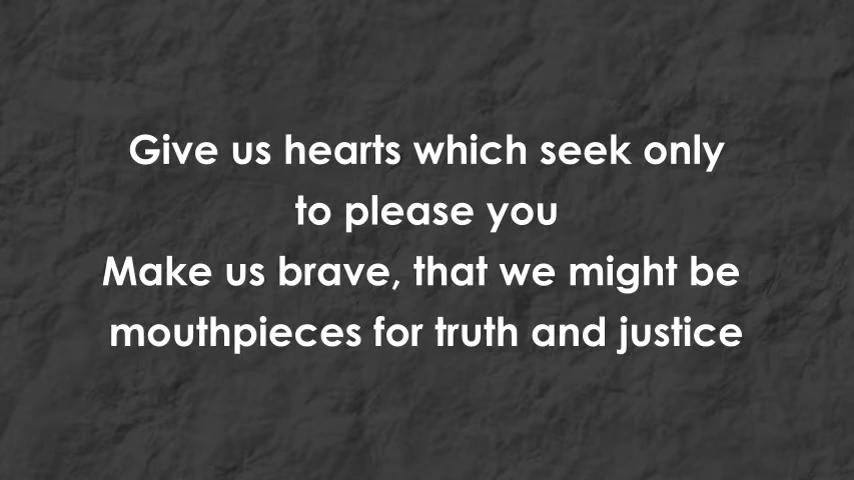 Give us hearts which seek only
to please you
Make us brave, that we might be
mouthpieces for truth and justice